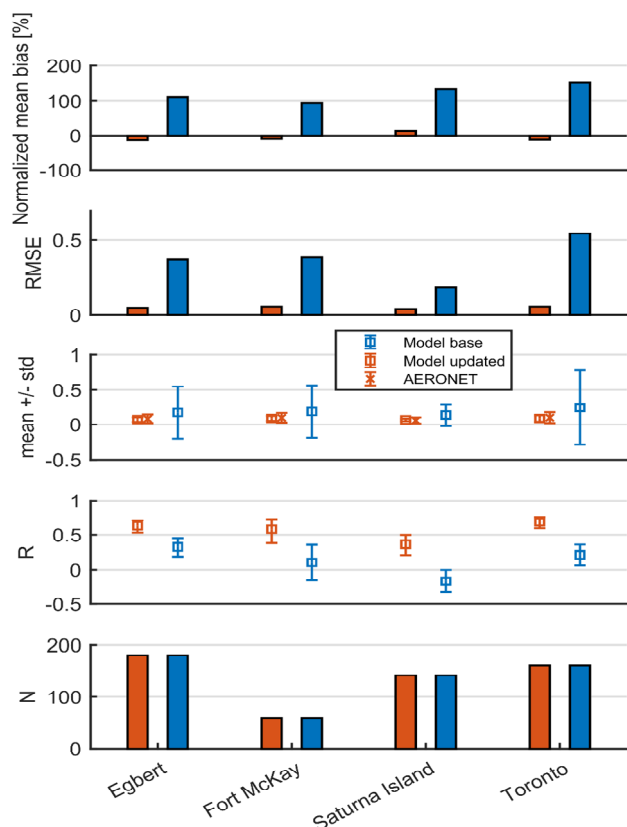 Normalized mean bias [%]
200
100
0
-100
RMSE
0.5
0
mean +/- std
1
0.5
0
-0.5
Model base
Model updated
AERONET
R
1
0.5
0
-0.5
N
200
100
0
Egbert
Fort McKay
Saturna Island
Toronto